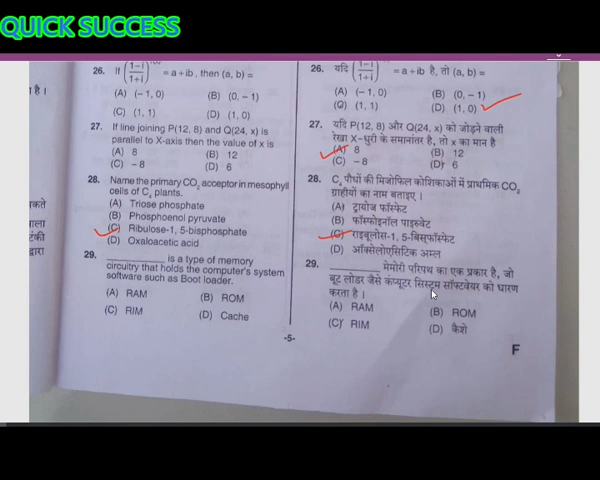 QUICK SUCCESS
26. If (1–i/1+i)^100 = a + ib, then (a, b) =
(A) (– 1, 0) (B) (0, – 1)
(C) (1, 1) (D) (1, 0)
27. If line joining P(12, 8) and Q(24, x) is
parallel to X-axis then the value of x is
(A) 8 (B) 12
(C) – 8 (D) 6
28. Name the primary CO₂ acceptor in mesophyll
cells of C₄ plants.
(A) Triose phosphate
(B) Phosphoenol pyruvate
(C) Ribulose-1, 5-bisphosphate
(D) Oxaloacetic acid
29. ____________ is a type of memory
circuitry that holds the computer's system
software such as Boot loader.
(A) RAM (B) ROM
(C) RIM (D) Cache
26. यदि (1–i/1+i) = a + ib है, तो (a, b) =
(A) (– 1, 0) (B) (0, – 1)
(C) (1, 1) (D) (1, 0)
27. यदि P(12, 8) और Q(24, x) को जोड़ने वाली
रेखा X-धुरी के समानांतर है, तो x का मान है
(A) 8 (B) 12
(C) – 8 (D) 6
28. C₄ पौधों की मिजोफिल कोशिकाओं में प्राथमिक CO₂
ग्राहीयों का नाम बताइए ।
(A) ट्रायोज फॉस्फेट
(B) फॉस्फोइनॉल पाइरुवेट
(C) राइबूलोस-1, 5-बिसुफॉस्फेट
(D) ऑक्सेलोएसिटिक अम्ल
29. ____________ मेमोरी परिपथ का एक प्रकार है, जो
बूट लोडर जैसे कंप्यूटर सिस्टम सॉफ्टवेयर को धारण
करता है ।
(A) RAM (B) ROM
(C) RIM (D) कैशे
-5-
F
है ।
कते
ाला
टंकी
द्वारा